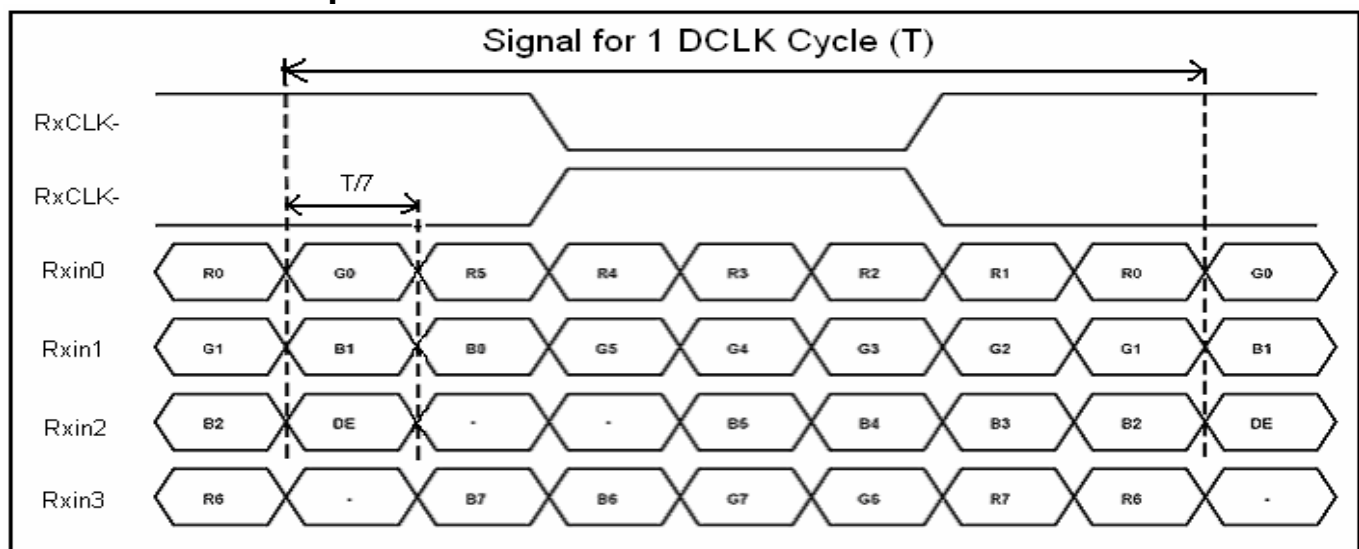 Signal for 1 DCLK Cycle (T)
RxCLK-
RxCLK-
T/7
Rxin0 R0 G0 R5 R4 R3 R2 R1 R0 G0
Rxin1 G1 B1 B0 G5 G4 G3 G2 G1 B1
Rxin2 B2 DE - - B5 B4 B3 B2 DE
Rxin3 R6 - B7 B6 G7 G6 R7 R6 -